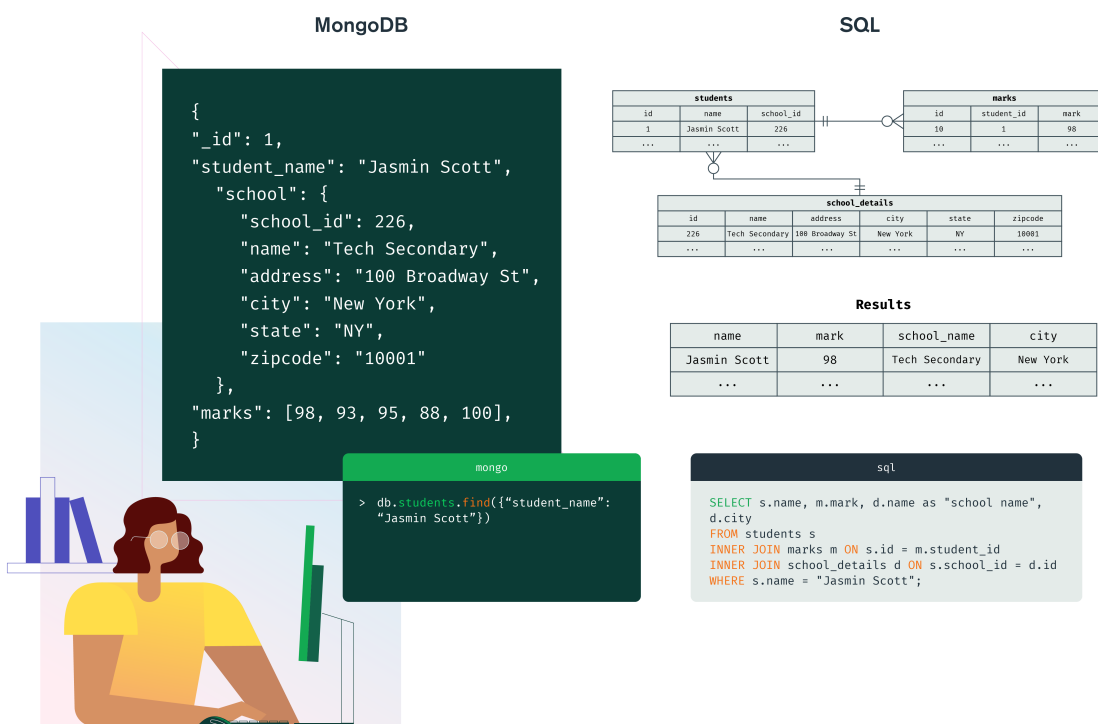 MongoDB
{
"_id": 1,
"student_name": "Jasmin Scott",
"school": {
"school_id": 226,
"name": "Tech Secondary",
"address": "100 Broadway St",
"city": "New York",
"state": "NY",
"zipcode": "10001"
},
"marks": [98, 93, 95, 88, 100],
}
mongo
> db.students.find({“student_name”:
“Jasmin Scott”})
SQL
students
id name school_id
1 Jasmin Scott 226
... ... ...
marks
id student_id mark
10 1 98
... ... ...
school_details
id name address city state zipcode
226 Tech Secondary 100 Broadway St New York NY 10001
... ... ... ... ... ...
Results
name mark school_name city
Jasmin Scott 98 Tech Secondary New York
... ... ... ...
sql
SELECT s.name, m.mark, d.name as "school name",
d.city
FROM students s
INNER JOIN marks m ON s.id = m.student_id
INNER JOIN school_details d ON s.school_id = d.id
WHERE s.name = "Jasmin Scott";